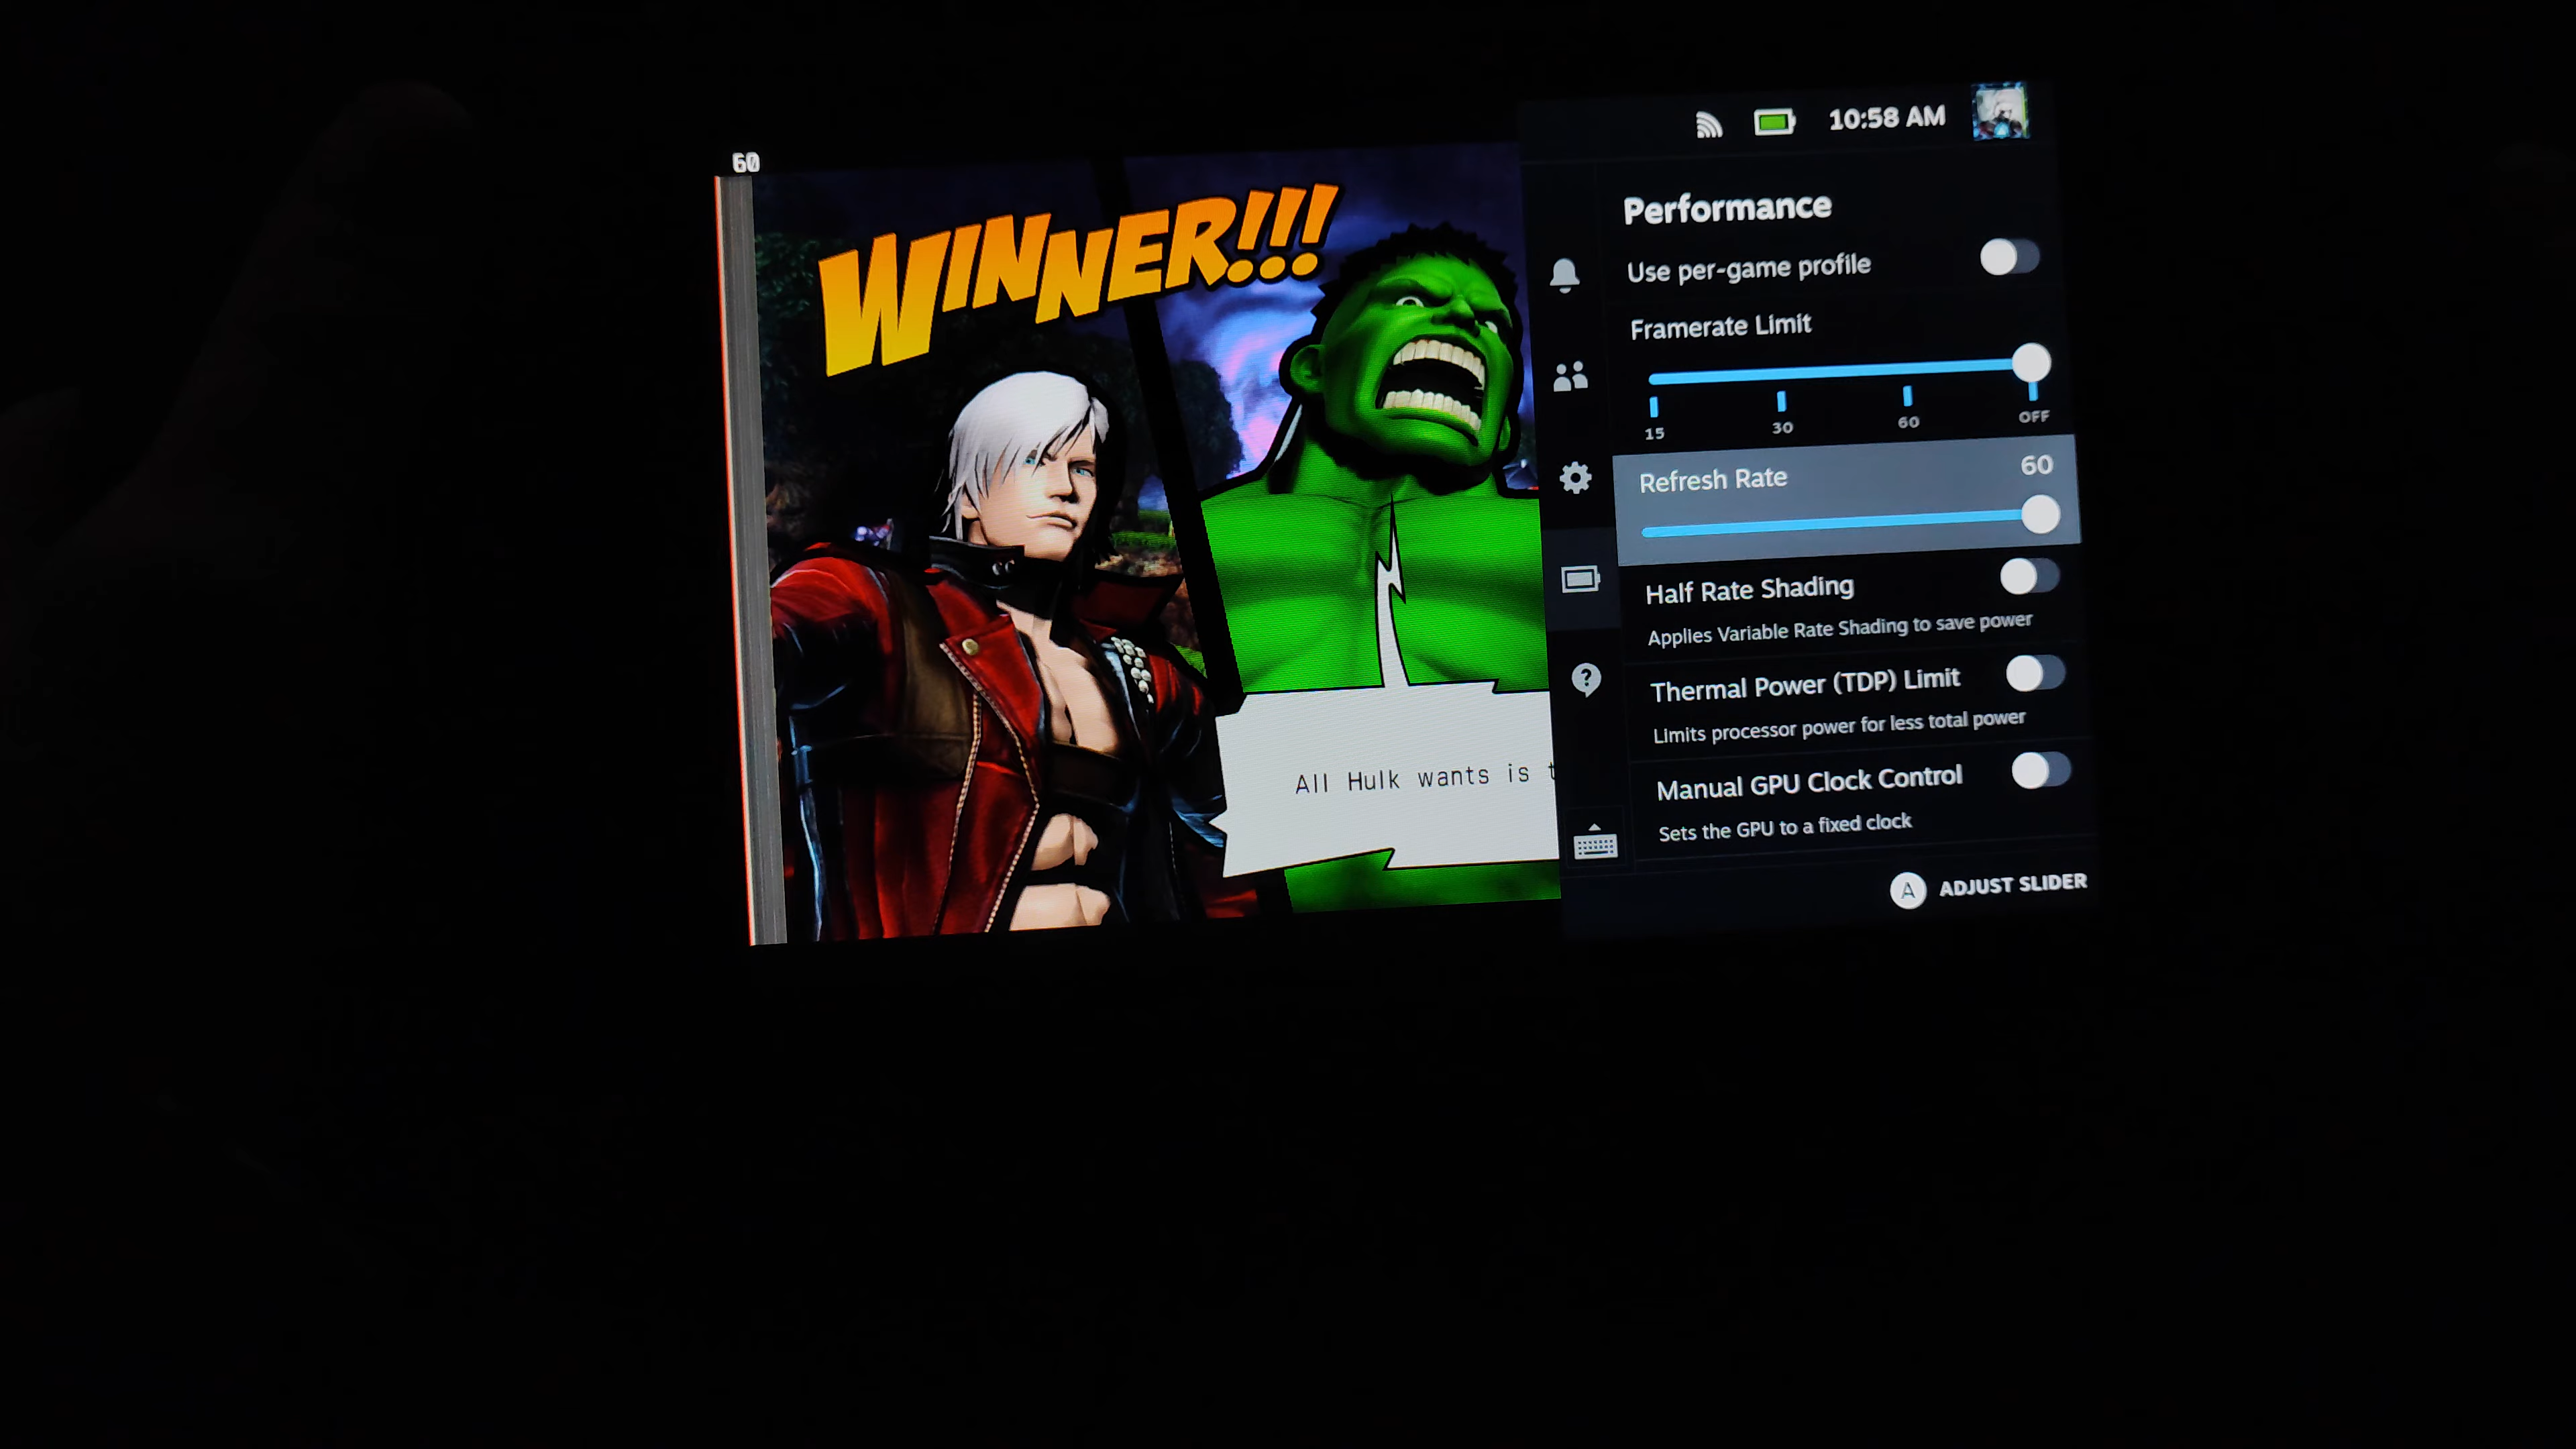 60
WINNER!!!
All Hulk wants is t
10:58 AM
Performance
Use per-game profile
Framerate Limit
15 30 60 OFF
Refresh Rate 60
Half Rate Shading
Applies Variable Rate Shading to save power
Thermal Power (TDP) Limit
Limits processor power for less total power
Manual GPU Clock Control
Sets the GPU to a fixed clock
A ADJUST SLIDER